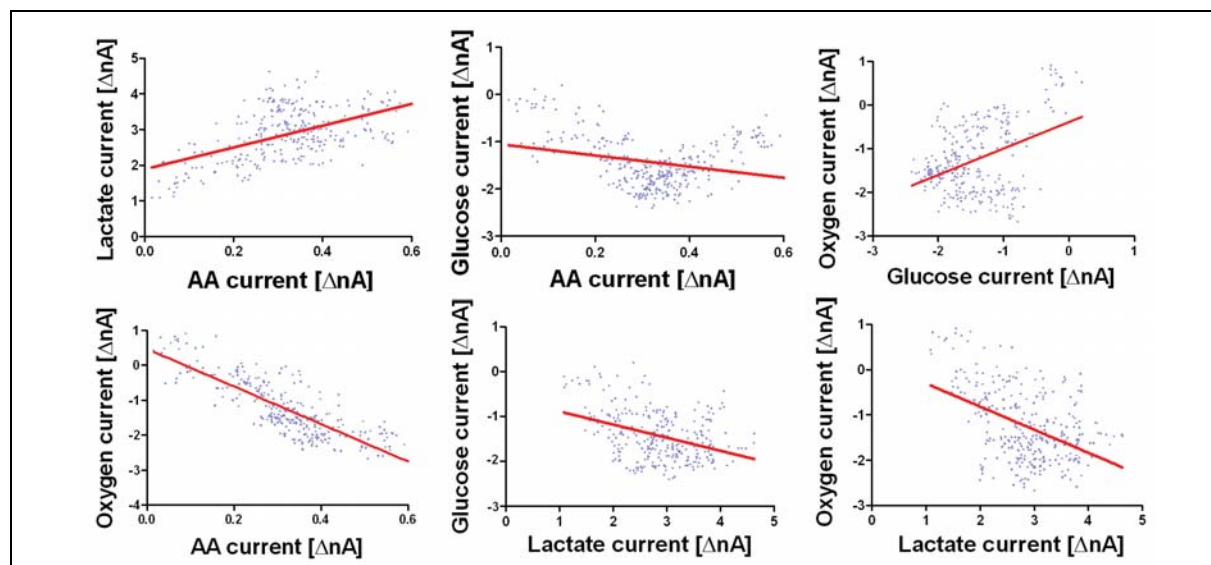 Lactate current [ΔnA]
5
4
3
2
1
0
0.0 0.2 0.4 0.6
AA current [ΔnA]
Glucose current [ΔnA]
1
0
-1
-2
-3
0.0 0.2 0.4 0.6
AA current [ΔnA]
Oxygen current [ΔnA]
1
0
-1
-2
-3
-3 -2 -1 0 1
Glucose current [ΔnA]
Oxygen current [ΔnA]
1
0
-1
-2
-3
-4
0.0 0.2 0.4 0.6
AA current [ΔnA]
Glucose current [ΔnA]
1
0
-1
-2
-3
0 1 2 3 4 5
Lactate current [ΔnA]
Oxygen current [ΔnA]
1
0
-1
-2
-3
0 1 2 3 4 5
Lactate current [ΔnA]